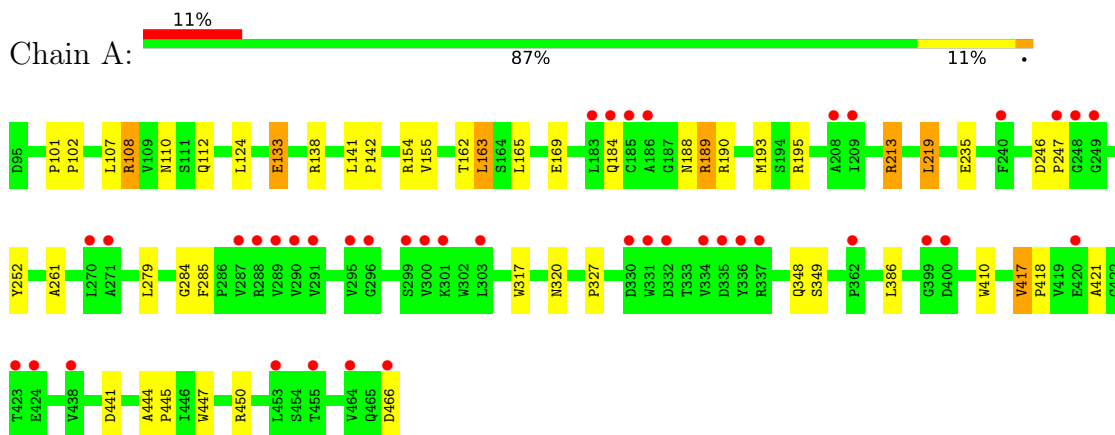 11%
Chain A:
87% 11% •
D95 P101 P102 L107 R108 V109 N110 S111 Q112 L124 E133 R138 L141 P142 R154 V155 T162 L163 S164 L165 E169 L183 Q184 C185 A186 G187 N188 R189 R190 M193 S194 R195 A208 I209 R213 L219 E235 F240 D246 P247 G248 G249
Y252 A261 L270 A271 L279 G284 F285 P286 V287 R288 V289 V290 V291 V295 G296 S299 V300 K301 W302 L303 W317 N320 P327 D330 W331 D332 T333 V334 D335 Y336 R337 Q348 S349 P362 L386 G399 D400 W410 V417 P418 V419 E420 A421
T423 E424 V438 D441 A444 P445 I446 W447 R450 L453 S454 T455 V464 Q465 D466